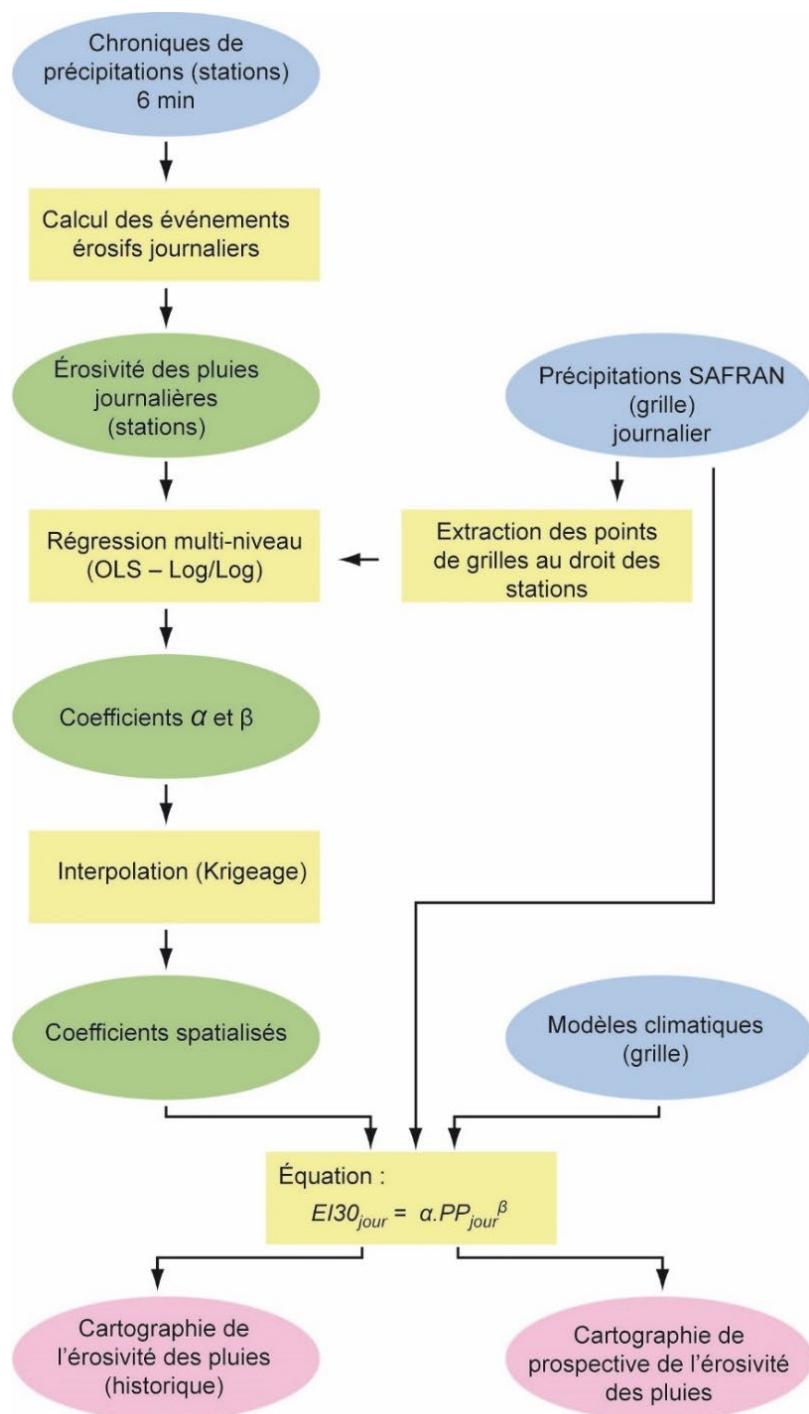 Chroniques de
précipitations (stations)
6 min
Calcul des événements
érosifs journaliers
Érosivité des pluies
journalières
(stations)
Précipitations SAFRAN
(grille)
journalier
Régression multi-niveau
(OLS – Log/Log)
Extraction des points
de grilles au droit des
stations
Coefficients α et β
Interpolation (Krigeage)
Coefficients spatialisés
Modèles climatiques
(grille)
Équation :
EI30jour = α.PPjour^β
Cartographie de
l'érosivité des pluies
(historique)
Cartographie de
prospective de l'érosivité
des pluies